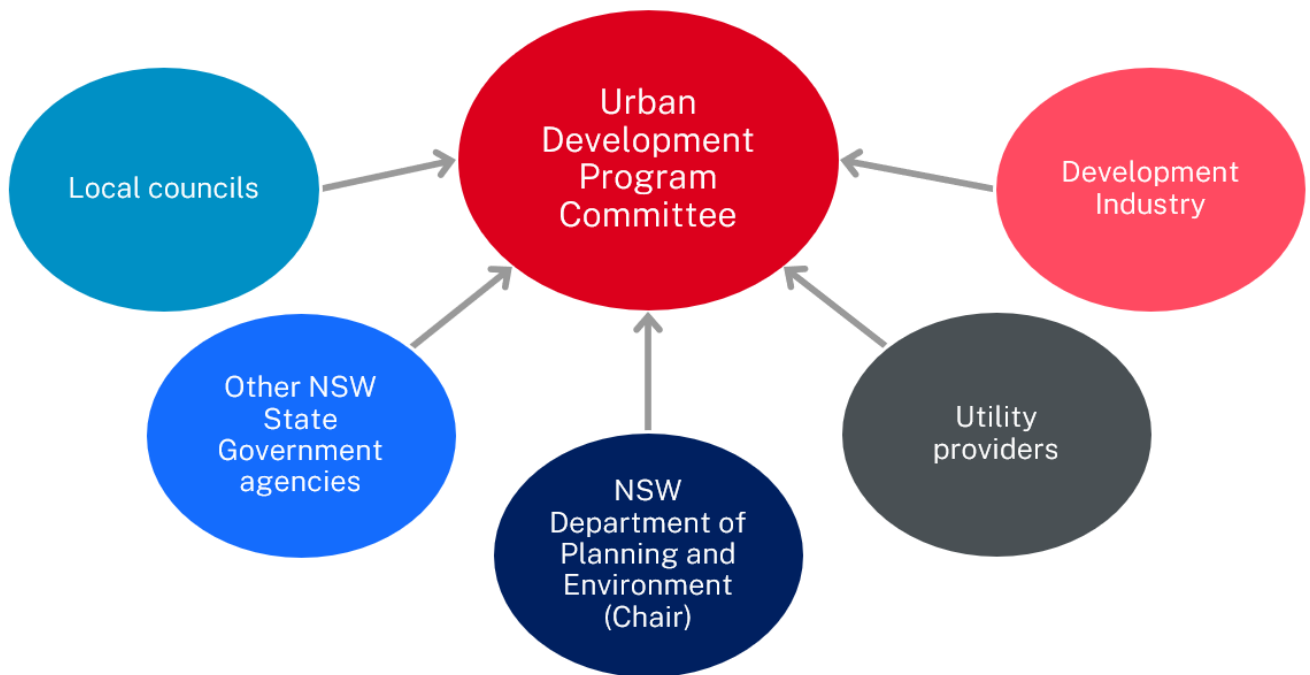 Urban
Development
Program
Committee
Local councils
Development
Industry
Other NSW
State
Government
agencies
Utility
providers
NSW
Department of
Planning and
Environment
(Chair)